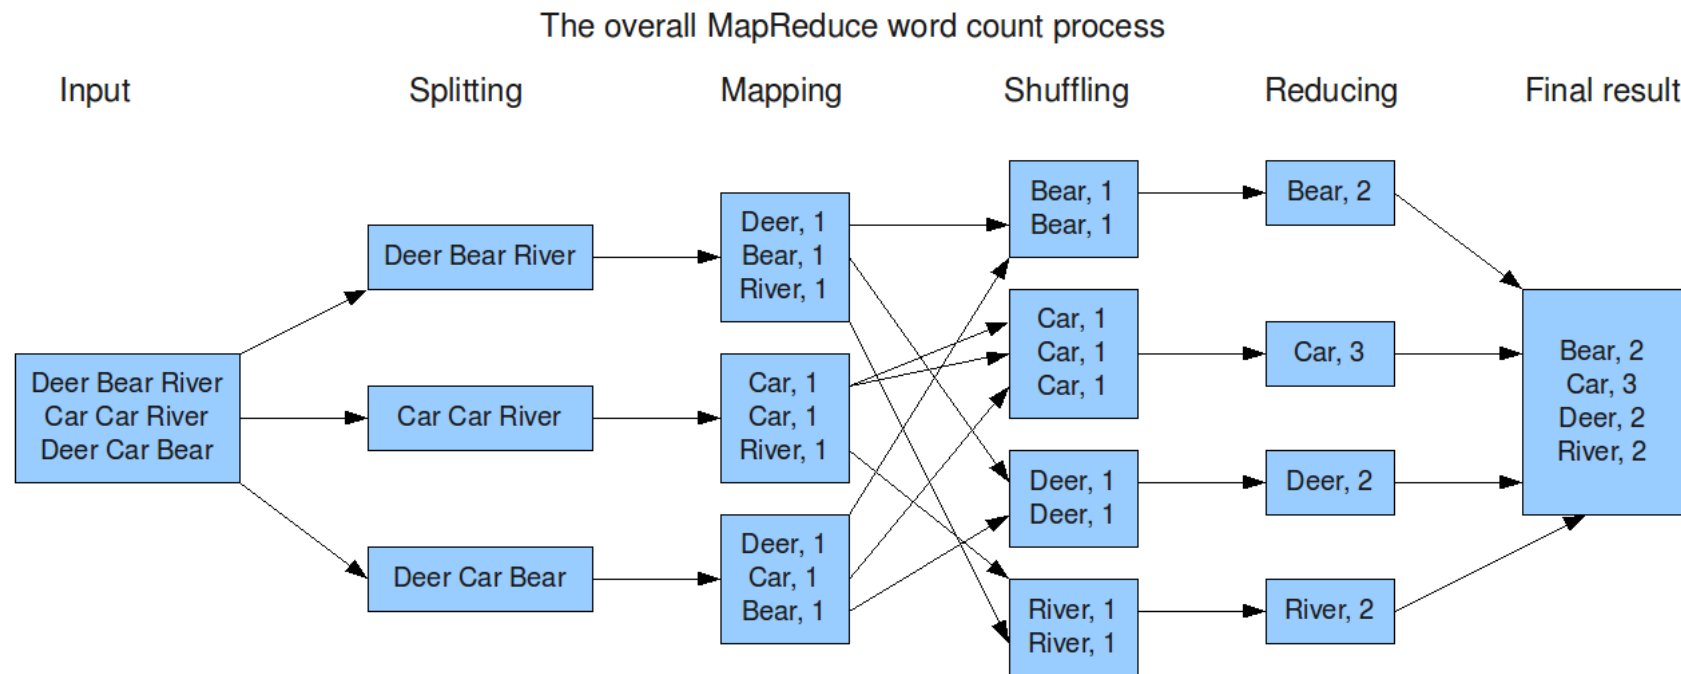 The overall MapReduce word count process
Input
Splitting
Mapping
Shuffling
Reducing
Final result
Deer Bear River
Car Car River
Deer Car Bear
Deer Bear River
Car Car River
Deer Car Bear
Deer, 1
Bear, 1
River, 1
Car, 1
Car, 1
River, 1
Deer, 1
Car, 1
Bear, 1
Bear, 1
Bear, 1
Car, 1
Car, 1
Car, 1
Deer, 1
Deer, 1
River, 1
River, 1
Bear, 2
Car, 3
Deer, 2
River, 2
Bear, 2
Car, 3
Deer, 2
River, 2